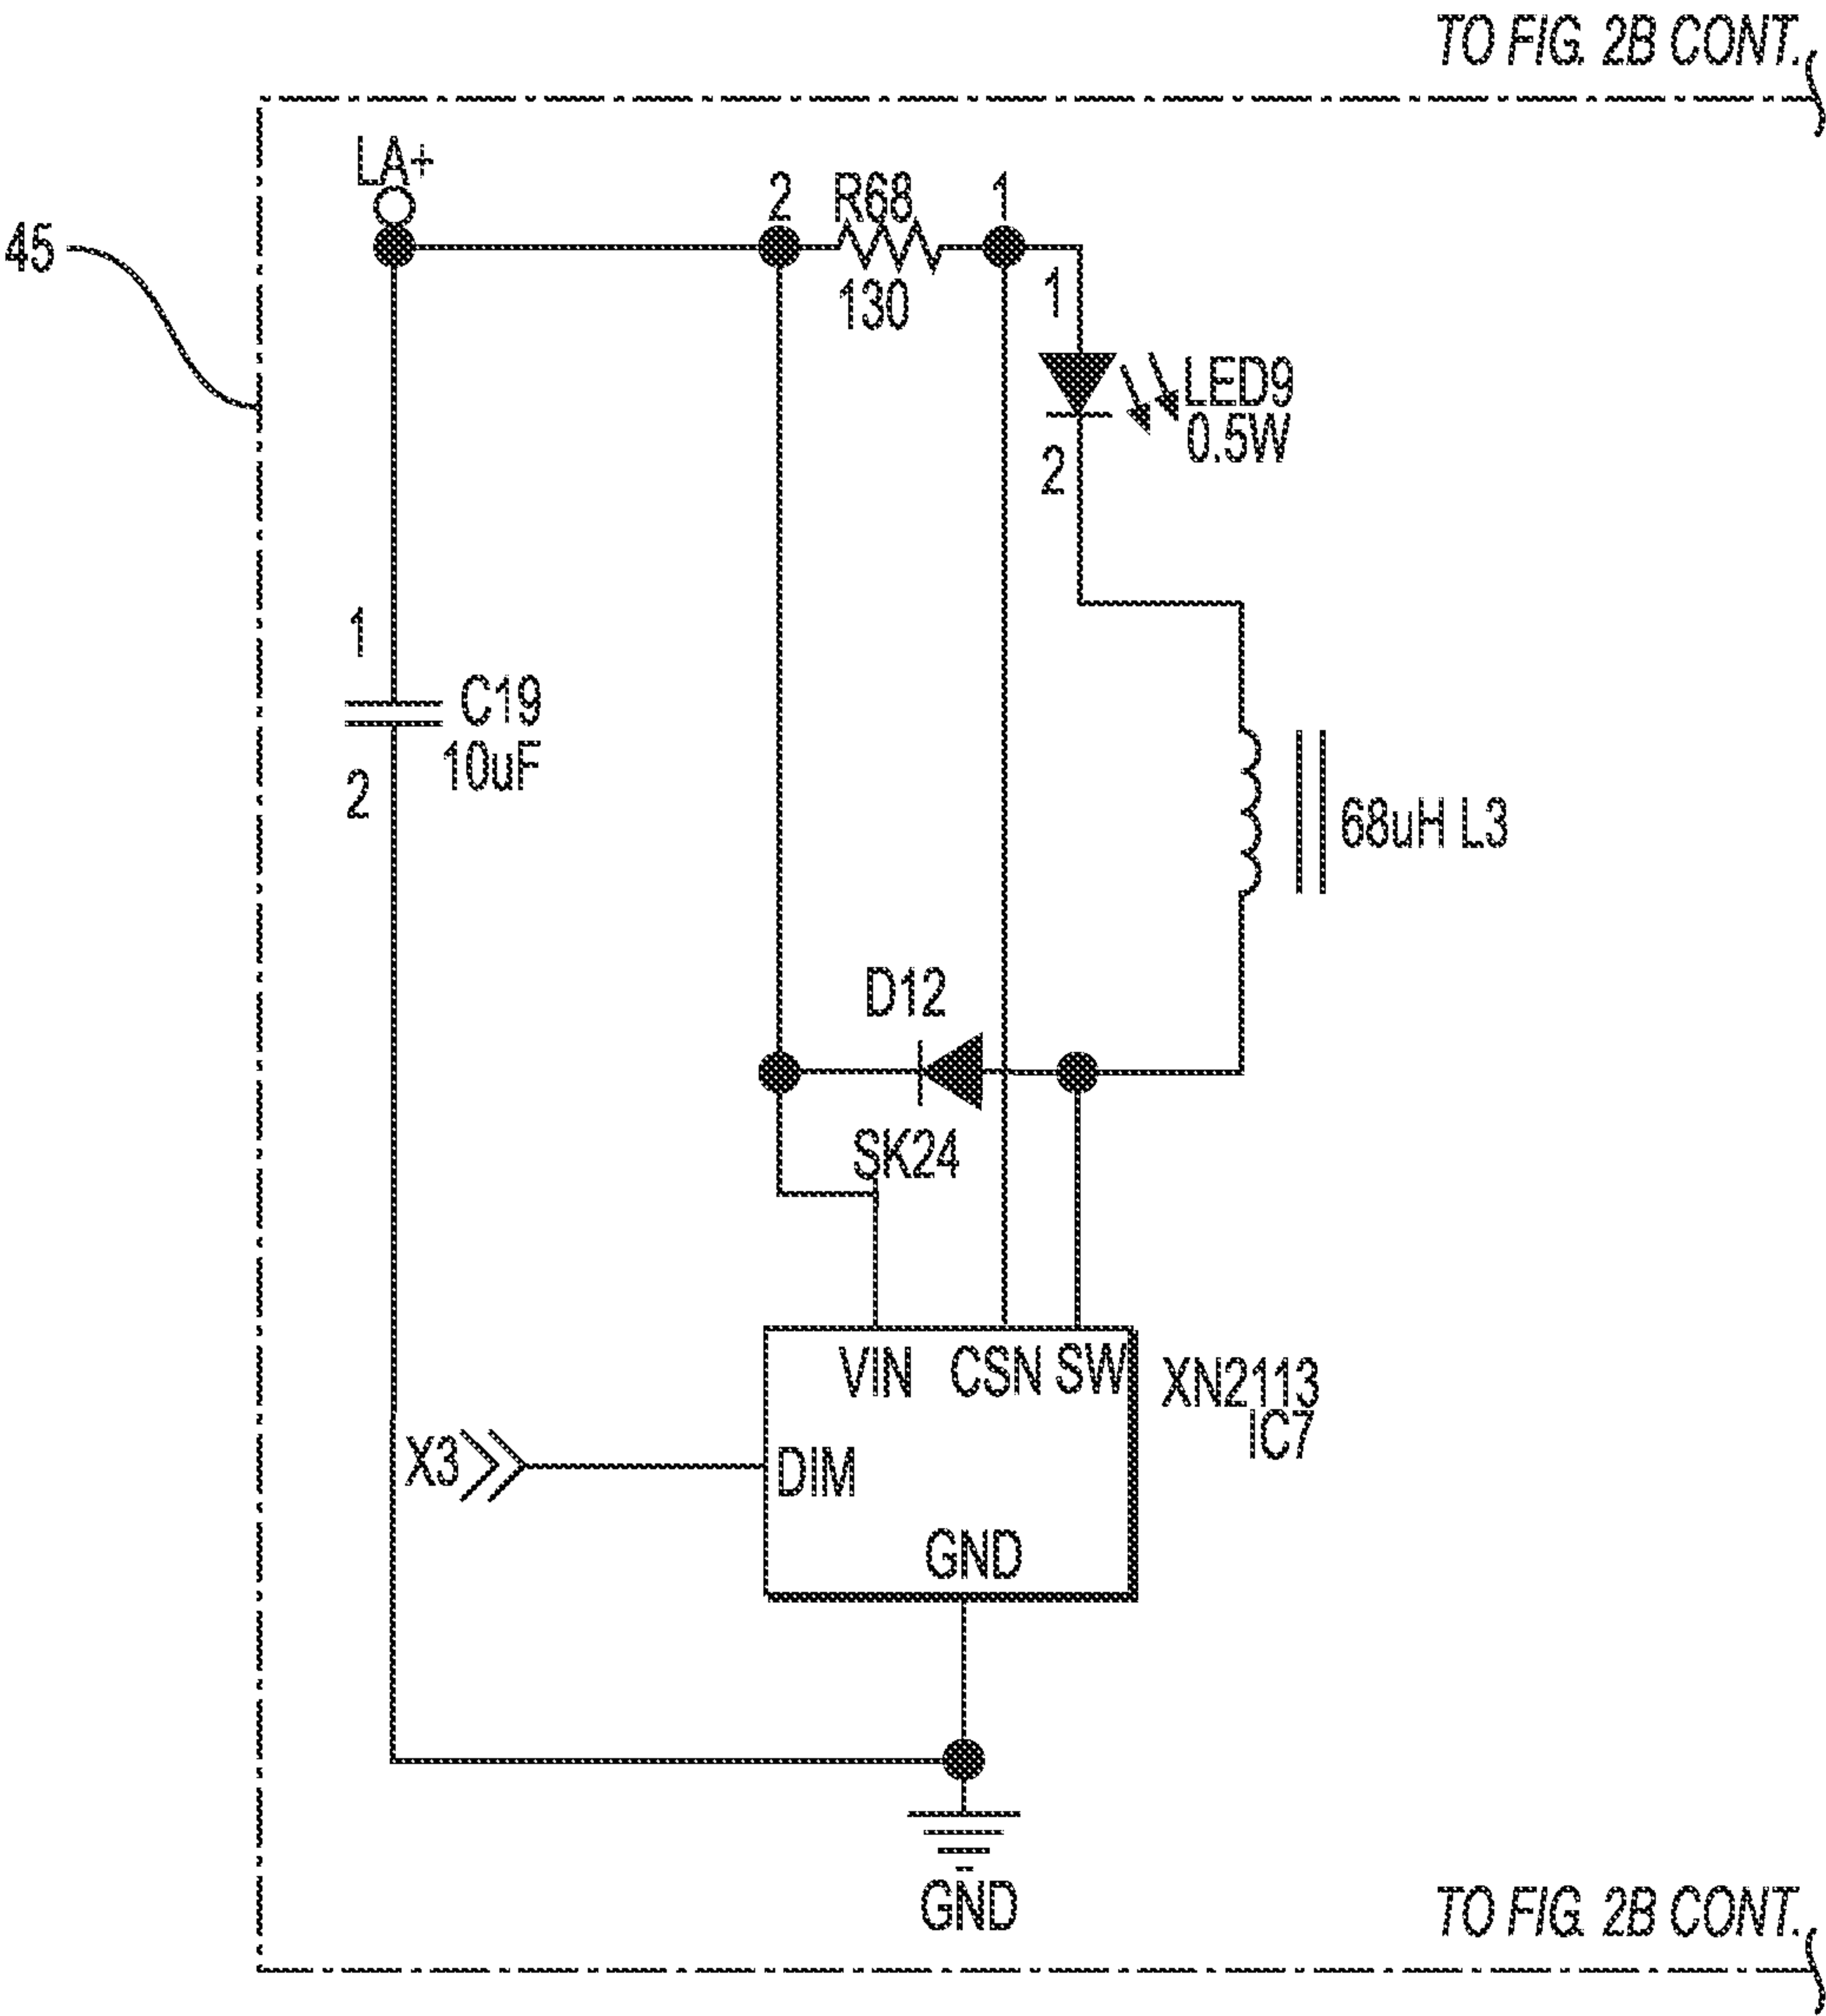 TO FIG. 2B CONT.
LA+
45
2 R68 1
130
1
LED9
0.5W
2
1
C19
10uF
2
68uH L3
D12
SK24
VIN CSN SW
XN2113
IC7
X3
DIM
GND
GND
TO FIG. 2B CONT.